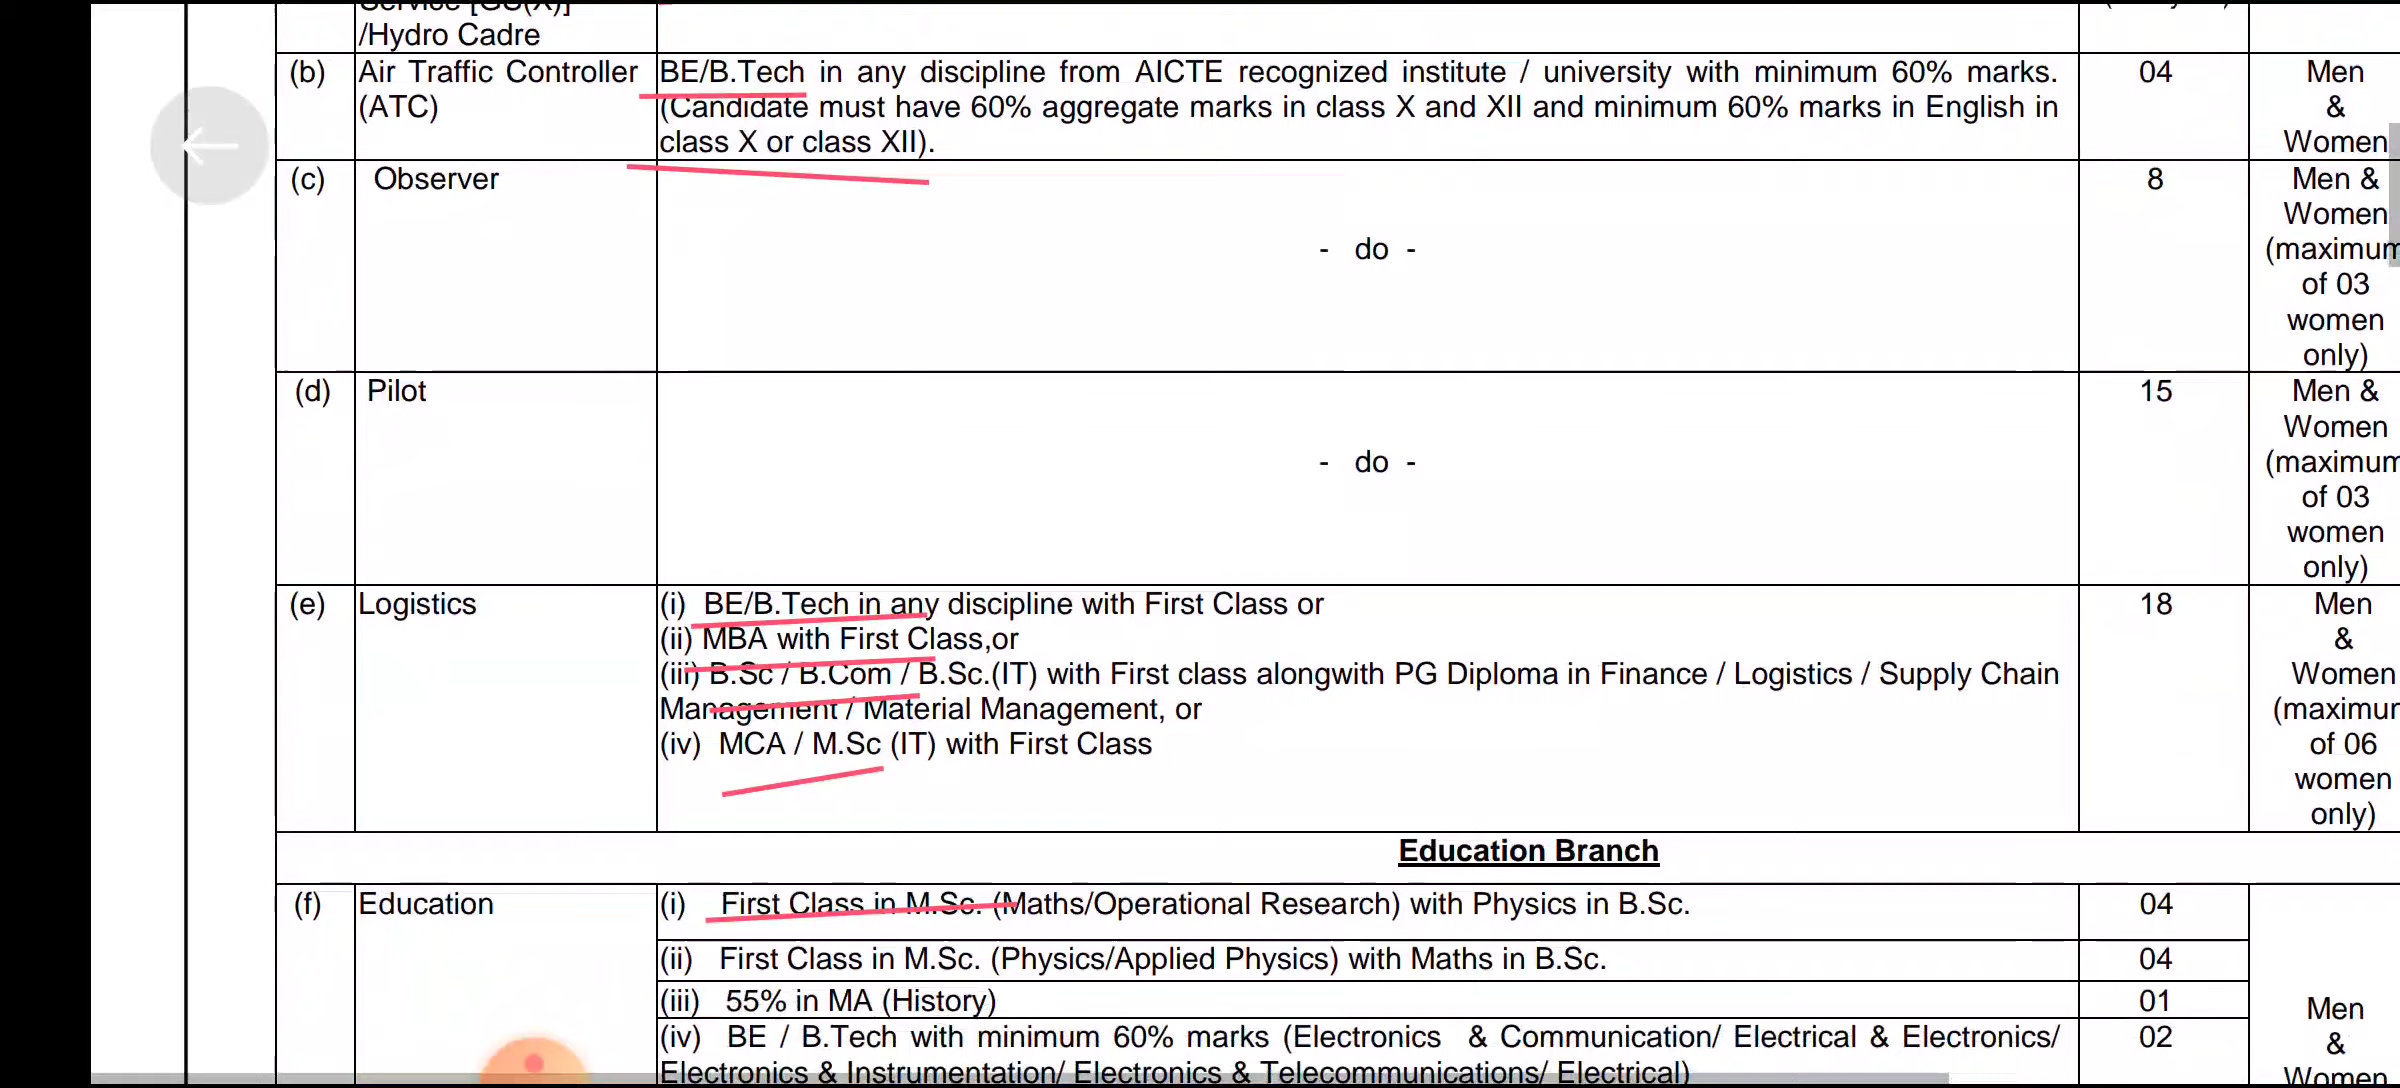 /Hydro Cadre
(b) Air Traffic Controller BE/B.Tech in any discipline from AICTE recognized institute / university with minimum 60% marks. 04 Men
(ATC) (Candidate must have 60% aggregate marks in class X and XII and minimum 60% marks in English in &
class X or class XII). Women
(c) Observer 8 Men &
Women
- do - (maximum
of 03
women
only)
(d) Pilot 15 Men &
Women
- do - (maximum
of 03
women
only)
(e) Logistics (i) BE/B.Tech in any discipline with First Class or 18 Men
(ii) MBA with First Class,or &
(iii) B.Sc / B.Com / B.Sc.(IT) with First class alongwith PG Diploma in Finance / Logistics / Supply Chain Women
Management / Material Management, or (maximum
(iv) MCA / M.Sc (IT) with First Class of 06
women
only)
Education Branch
(f) Education (i) First Class in M.Sc. (Maths/Operational Research) with Physics in B.Sc. 04
(ii) First Class in M.Sc. (Physics/Applied Physics) with Maths in B.Sc. 04
(iii) 55% in MA (History) 01 Men
(iv) BE / B.Tech with minimum 60% marks (Electronics & Communication/ Electrical & Electronics/ 02 &
Electronics & Instrumentation/ Electronics & Telecommunications/ Electrical) Women